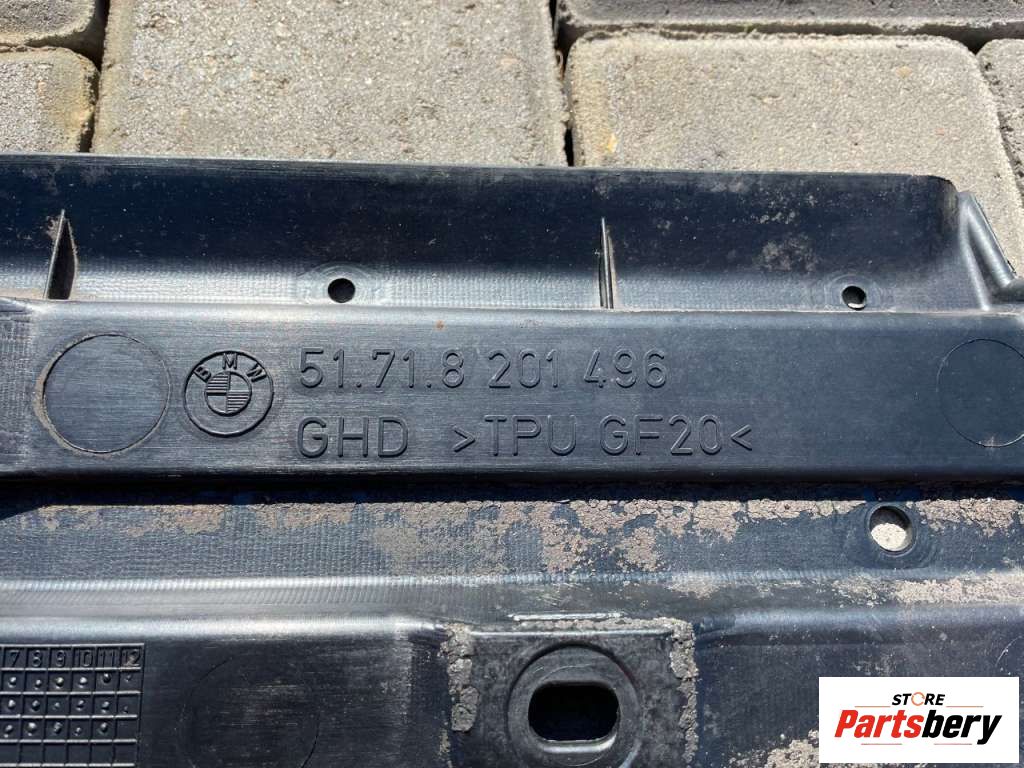 BMW
51.71.8 201 496
GHD >TPU GF20<
7 8 9 10 11 12
STORE
Partsbery